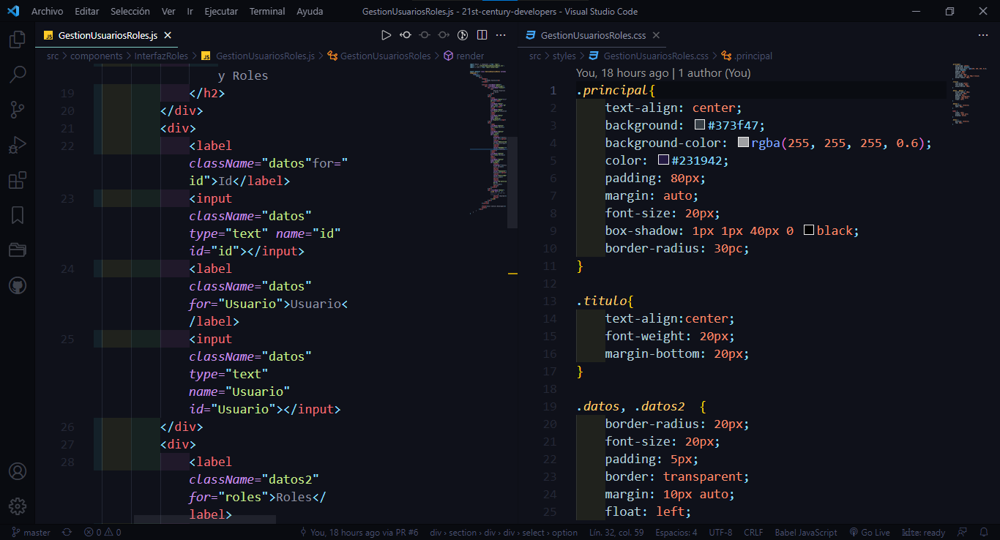 Archivo Editar Selección Ver Ir Ejecutar Terminal Ayuda GestionUsuariosRoles.js - 21st-century-developers - Visual Studio Code
JS GestionUsuariosRoles.js
src > components > InterfazRoles > JS GestionUsuariosRoles.js > GestionUsuariosRoles > render
y Roles
19 </h2>
20 </div>
21 <div>
22 <label
className="datos"for="
id">Id</label>
23 <input
className="datos"
type="text" name="id"
id="id"></input>
24 <label
className="datos"
for="Usuario">Usuario<
/label>
25 <input
className="datos"
type="text"
name="Usuario"
id="Usuario"></input>
26 </div>
27 <div>
28 <label
className="datos2"
for="roles">Roles</
label>
GestionUsuariosRoles.css
src > styles > GestionUsuariosRoles.css > .principal
You, 18 hours ago | 1 author (You)
1 .principal{
2 text-align: center;
3 background: #373f47;
4 background-color: rgba(255, 255, 255, 0.6);
5 color: #231942;
6 padding: 80px;
7 margin: auto;
8 font-size: 20px;
9 box-shadow: 1px 1px 40px 0 black;
10 border-radius: 30pc;
11 }
12
13 .titulo{
14 text-align:center;
15 font-weight: 20px;
16 margin-bottom: 20px;
17 }
18
19 .datos, .datos2 {
20 border-radius: 20px;
21 font-size: 20px;
22 padding: 5px;
23 border: transparent;
24 margin: 10px auto;
25 float: left;
master 0 0 You, 18 hours ago via PR #6 div > section > div > div > select > option Lín. 32, col. 59 Espacios: 4 UTF-8 CRLF Babel JavaScript Go Live kite: ready